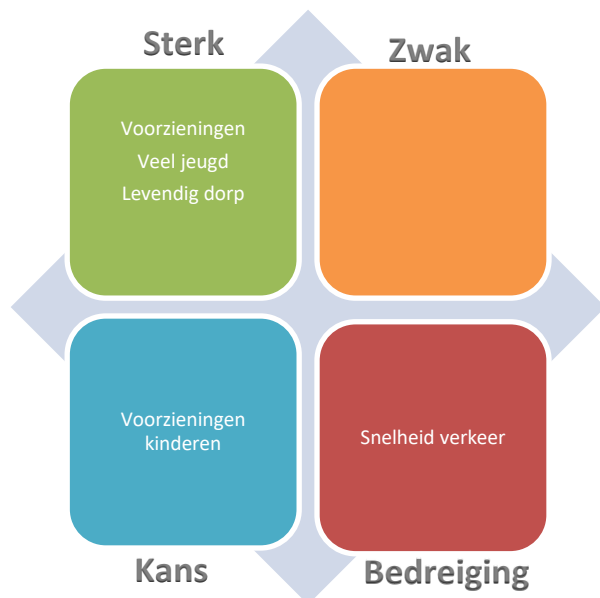 Sterk
Zwak
Voorzieningen
Veel jeugd
Levendig dorp
Voorzieningen
kinderen
Snelheid verkeer
Kans
Bedreiging